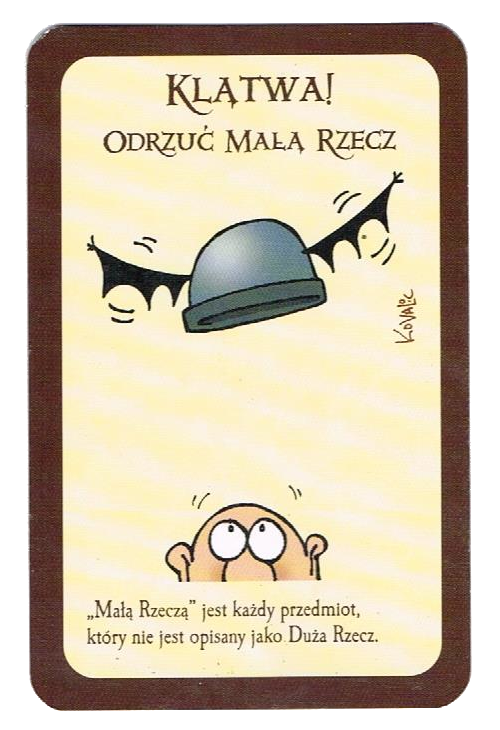 KLĄTWA!
ODRZUĆ MAŁĄ RZECZ
KOVALIC
„Małą Rzeczą” jest każdy przedmiot,
który nie jest opisany jako Duża Rzecz.